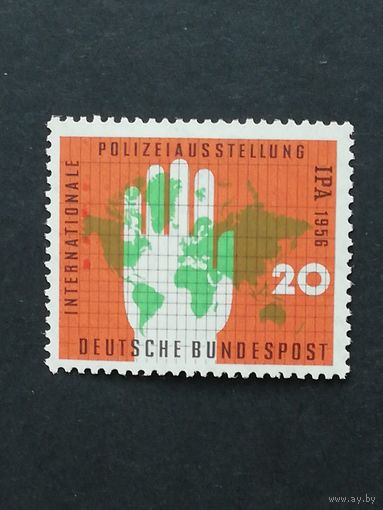 INTERNATIONALE
POLIZEIAUSSTELLUNG
IPA 1956
20
DEUTSCHE BUNDESPOST
www.ay.by